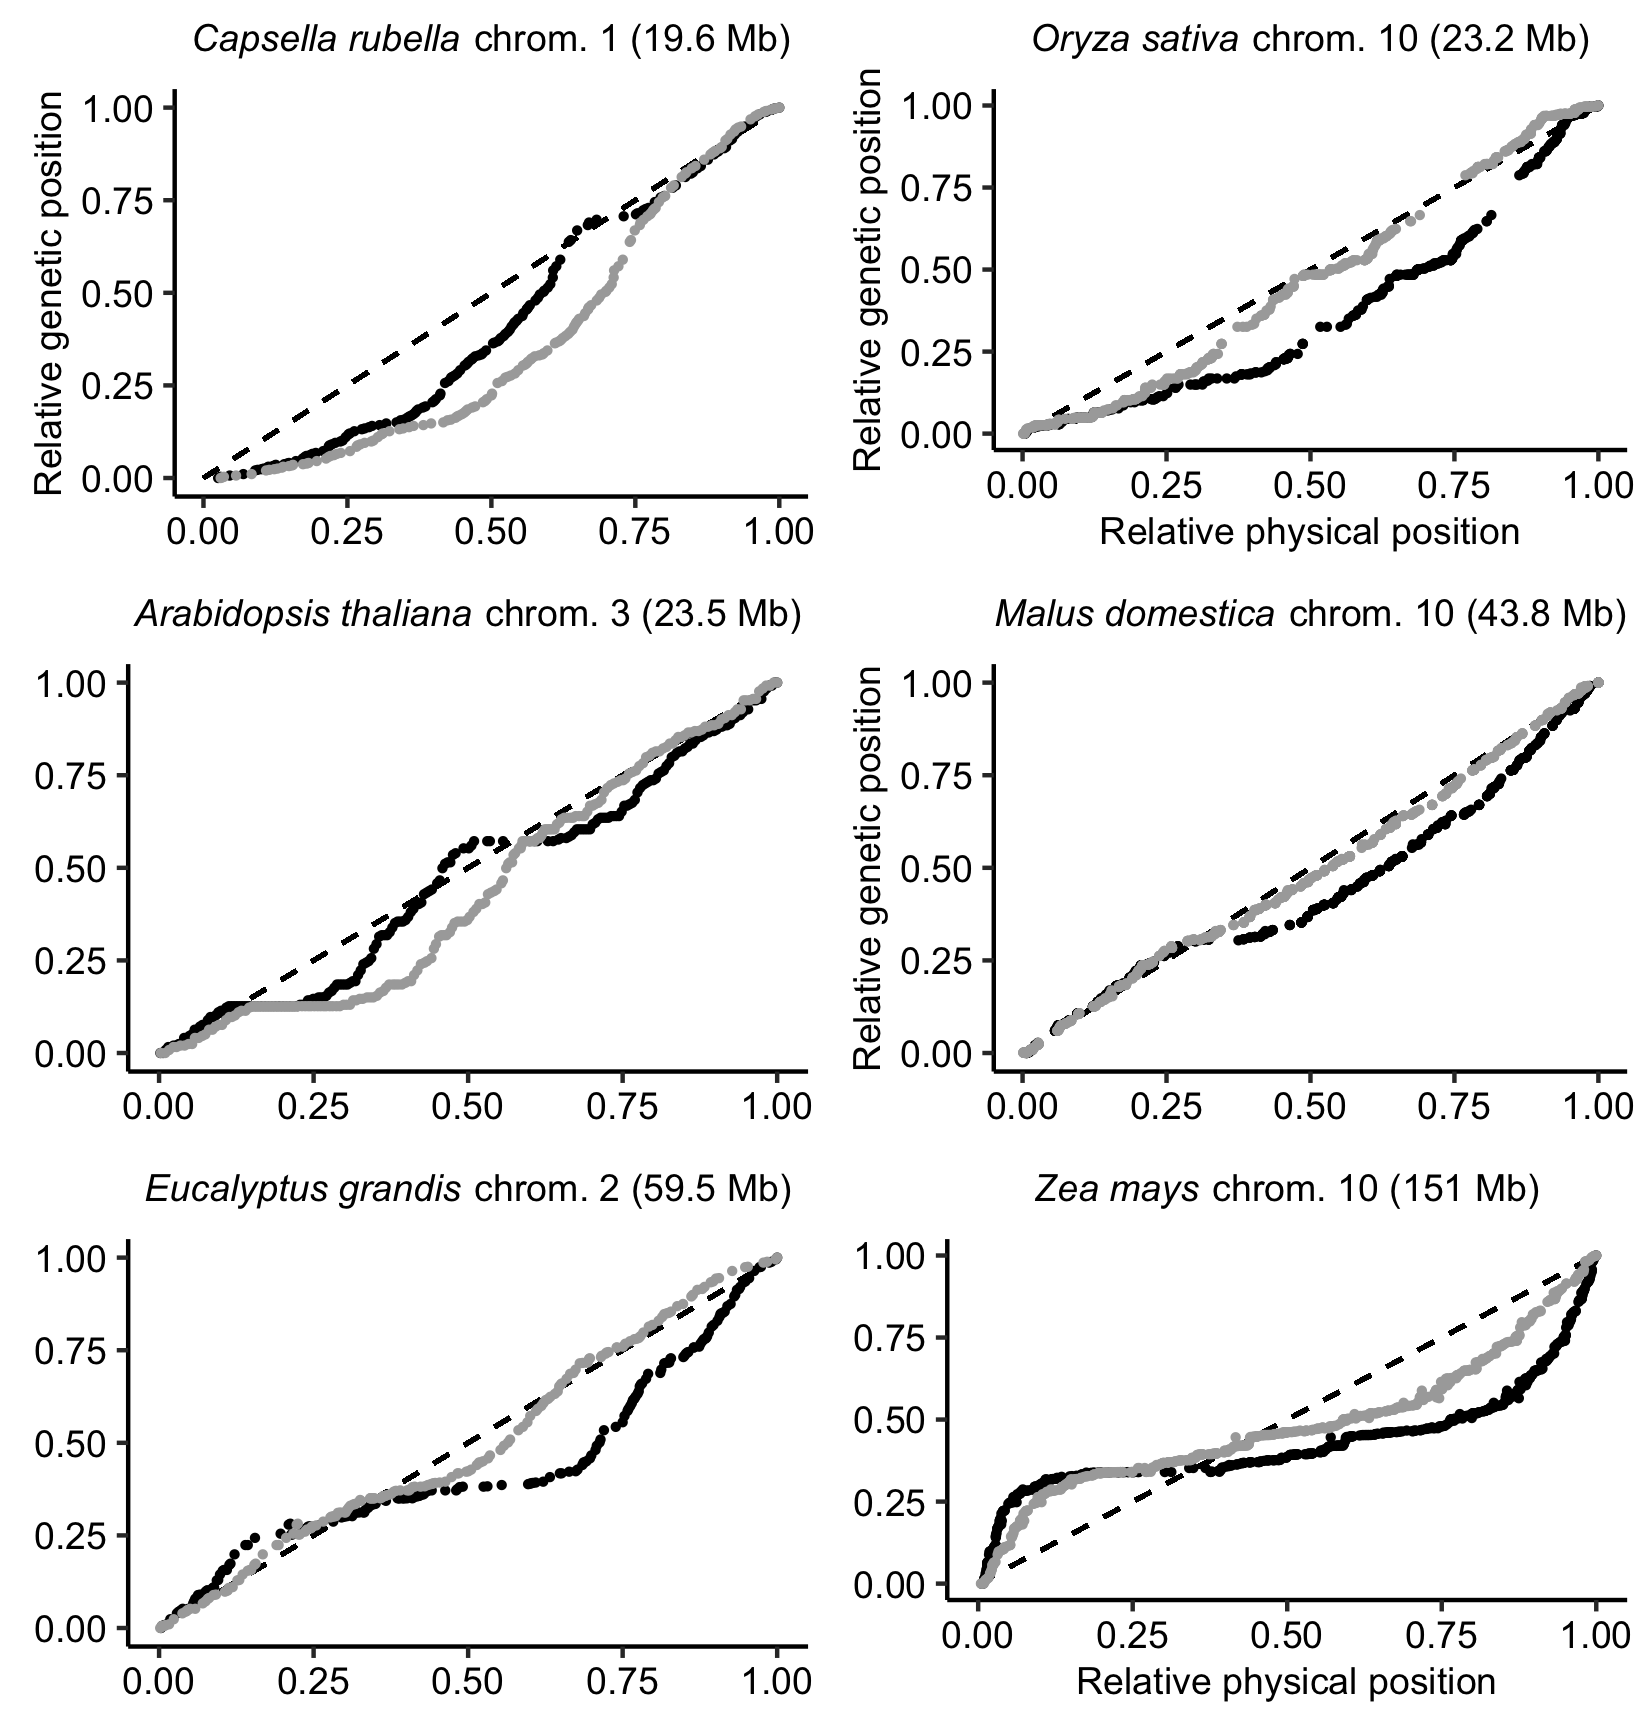 Capsella rubella chrom. 1 (19.6 Mb)
Relative genetic position
1.00
0.75
0.50
0.25
0.00
0.00 0.25 0.50 0.75 1.00
Oryza sativa chrom. 10 (23.2 Mb)
Relative genetic position
1.00
0.75
0.50
0.25
0.00
0.00 0.25 0.50 0.75 1.00
Relative physical position
Arabidopsis thaliana chrom. 3 (23.5 Mb)
1.00
0.75
0.50
0.25
0.00
0.00 0.25 0.50 0.75 1.00
Malus domestica chrom. 10 (43.8 Mb)
Relative genetic position
1.00
0.75
0.50
0.25
0.00
0.00 0.25 0.50 0.75 1.00
Eucalyptus grandis chrom. 2 (59.5 Mb)
1.00
0.75
0.50
0.25
0.00
0.00 0.25 0.50 0.75 1.00
Zea mays chrom. 10 (151 Mb)
1.00
0.75
0.50
0.25
0.00
0.00 0.25 0.50 0.75 1.00
Relative physical position